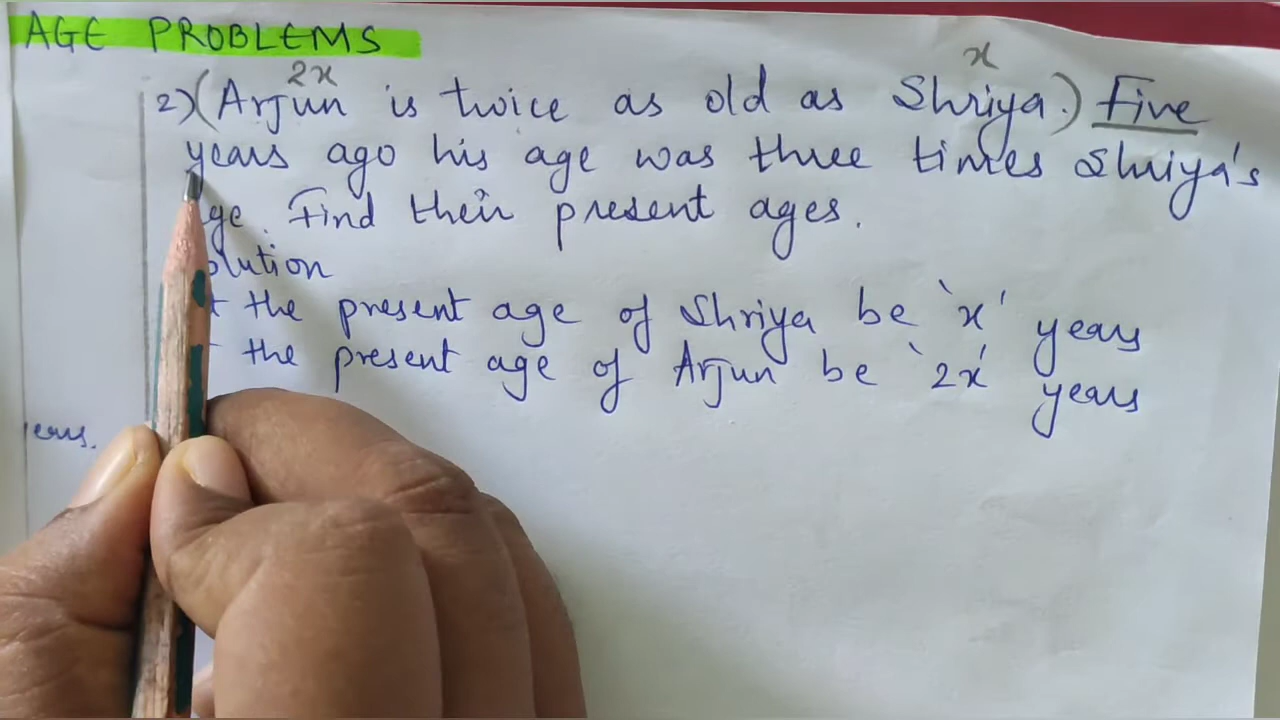 AGE PROBLEMS
2x x
2) (Arjun is twice as old as Shriya.) Five
years ago his age was three times Shriya's
ge. Find their present ages.
olution
the present age of Shriya be 'x' years
the present age of Arjun be '2x' years